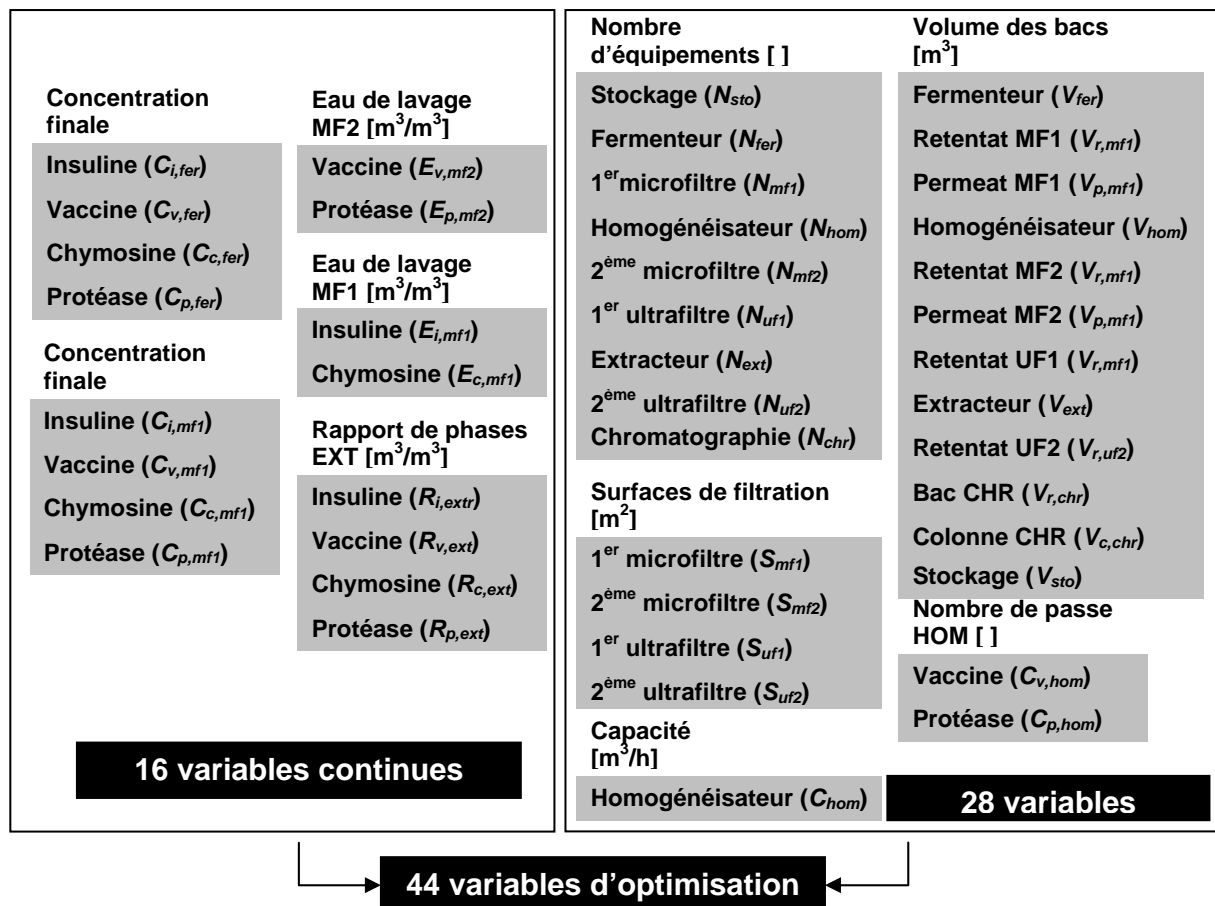 Concentration
finale
Insuline (Ci,fer)
Vaccine (Cv,fer)
Chymosine (Cc,fer)
Protéase (Cp,fer)
Concentration
finale
Insuline (Ci,mf1)
Vaccine (Cv,mf1)
Chymosine (Cc,mf1)
Protéase (Cp,mf1)
Eau de lavage
MF2 [m3/m3]
Vaccine (Ev,mf2)
Protéase (Ep,mf2)
Eau de lavage
MF1 [m3/m3]
Insuline (Ei,mf1)
Chymosine (Ec,mf1)
Rapport de phases
EXT [m3/m3]
Insuline (Ri,extr)
Vaccine (Rv,ext)
Chymosine (Rc,ext)
Protéase (Rp,ext)
16 variables continues
Nombre
d'équipements [ ]
Stockage (Nsto)
Fermenteur (Nfer)
1er microfiltre (Nmf1)
Homogénéisateur (Nhom)
2ème microfiltre (Nmf2)
1er ultrafiltre (Nuf1)
Extracteur (Next)
2ème ultrafiltre (Nuf2)
Chromatographie (Nchr)
Surfaces de filtration
[m2]
1er microfiltre (Smf1)
2ème microfiltre (Smf2)
1er ultrafiltre (Suf1)
2ème ultrafiltre (Suf2)
Capacité
[m3/h]
Homogénéisateur (Chom)
Volume des bacs
[m3]
Fermenteur (Vfer)
Retentat MF1 (Vr,mf1)
Permeat MF1 (Vp,mf1)
Homogénéisateur (Vhom)
Retentat MF2 (Vr,mf1)
Permeat MF2 (Vp,mf1)
Retentat UF1 (Vr,mf1)
Extracteur (Vext)
Retentat UF2 (Vr,uf2)
Bac CHR (Vr,chr)
Colonne CHR (Vc,chr)
Stockage (Vsto)
Nombre de passe
HOM [ ]
Vaccine (Cv,hom)
Protéase (Cp,hom)
28 variables
44 variables d'optimisation